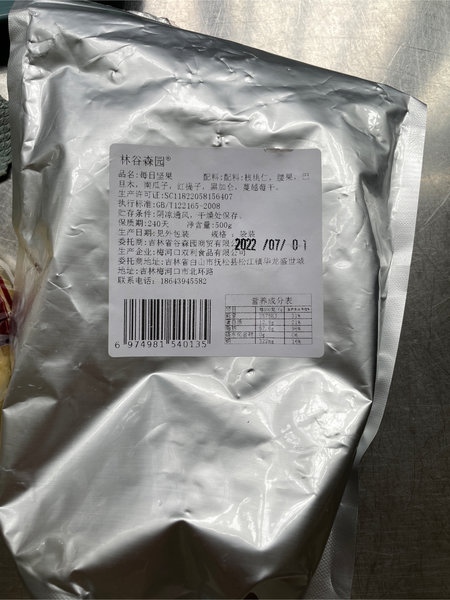 林谷森园®
品名:每日坚果 配料:配料:核桃仁,腰果,巴
旦木,南瓜子,红提子,黑加仑,蔓越莓干。
生产许可证:SC11822058156407
执行标准:GB/T122165-2008
贮存条件:阴凉通风,干燥处保存。
保质期:240天 净含量:500g
生产日期:见外包装 规格:袋装
委托商:吉林省谷森园商贸有限 2022/07/01
生产企业:梅河口双利食品有限公司
委托商地址:吉林省白山市抚松县松江镇华龙盛世城
地址:吉林梅河口市北环路
联系电话:18643945582
营养成分表
6 974981 540135